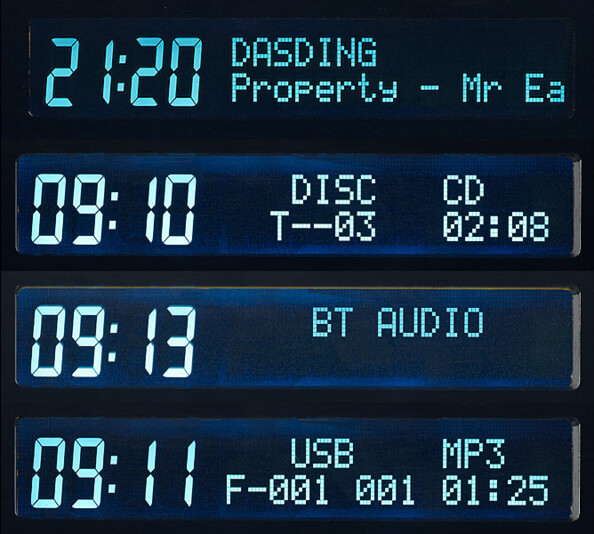 21:20 DASDING
Property - Mr Ea
09:10 DISC CD
T--03 02:08
09:13 BT AUDIO
09:11 USB MP3
F-001 001 01:25